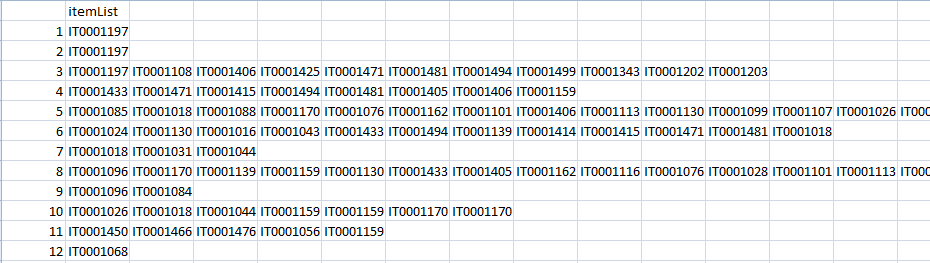 itemList
1 IT0001197
2 IT0001197
3 IT0001197 IT0001108 IT0001406 IT0001425 IT0001471 IT0001481 IT0001494 IT0001499 IT0001343 IT0001202 IT0001203
4 IT0001433 IT0001471 IT0001415 IT0001494 IT0001481 IT0001405 IT0001406 IT0001159
5 IT0001085 IT0001018 IT0001088 IT0001170 IT0001076 IT0001162 IT0001101 IT0001406 IT0001113 IT0001130 IT0001099 IT0001107 IT0001026
6 IT0001024 IT0001130 IT0001016 IT0001043 IT0001433 IT0001494 IT0001139 IT0001414 IT0001415 IT0001471 IT0001481 IT0001018
7 IT0001018 IT0001031 IT0001044
8 IT0001096 IT0001170 IT0001139 IT0001159 IT0001130 IT0001433 IT0001405 IT0001162 IT0001116 IT0001076 IT0001028 IT0001101 IT0001113
9 IT0001096 IT0001084
10 IT0001026 IT0001018 IT0001044 IT0001159 IT0001159 IT0001170 IT0001170
11 IT0001450 IT0001466 IT0001476 IT0001056 IT0001159
12 IT0001068